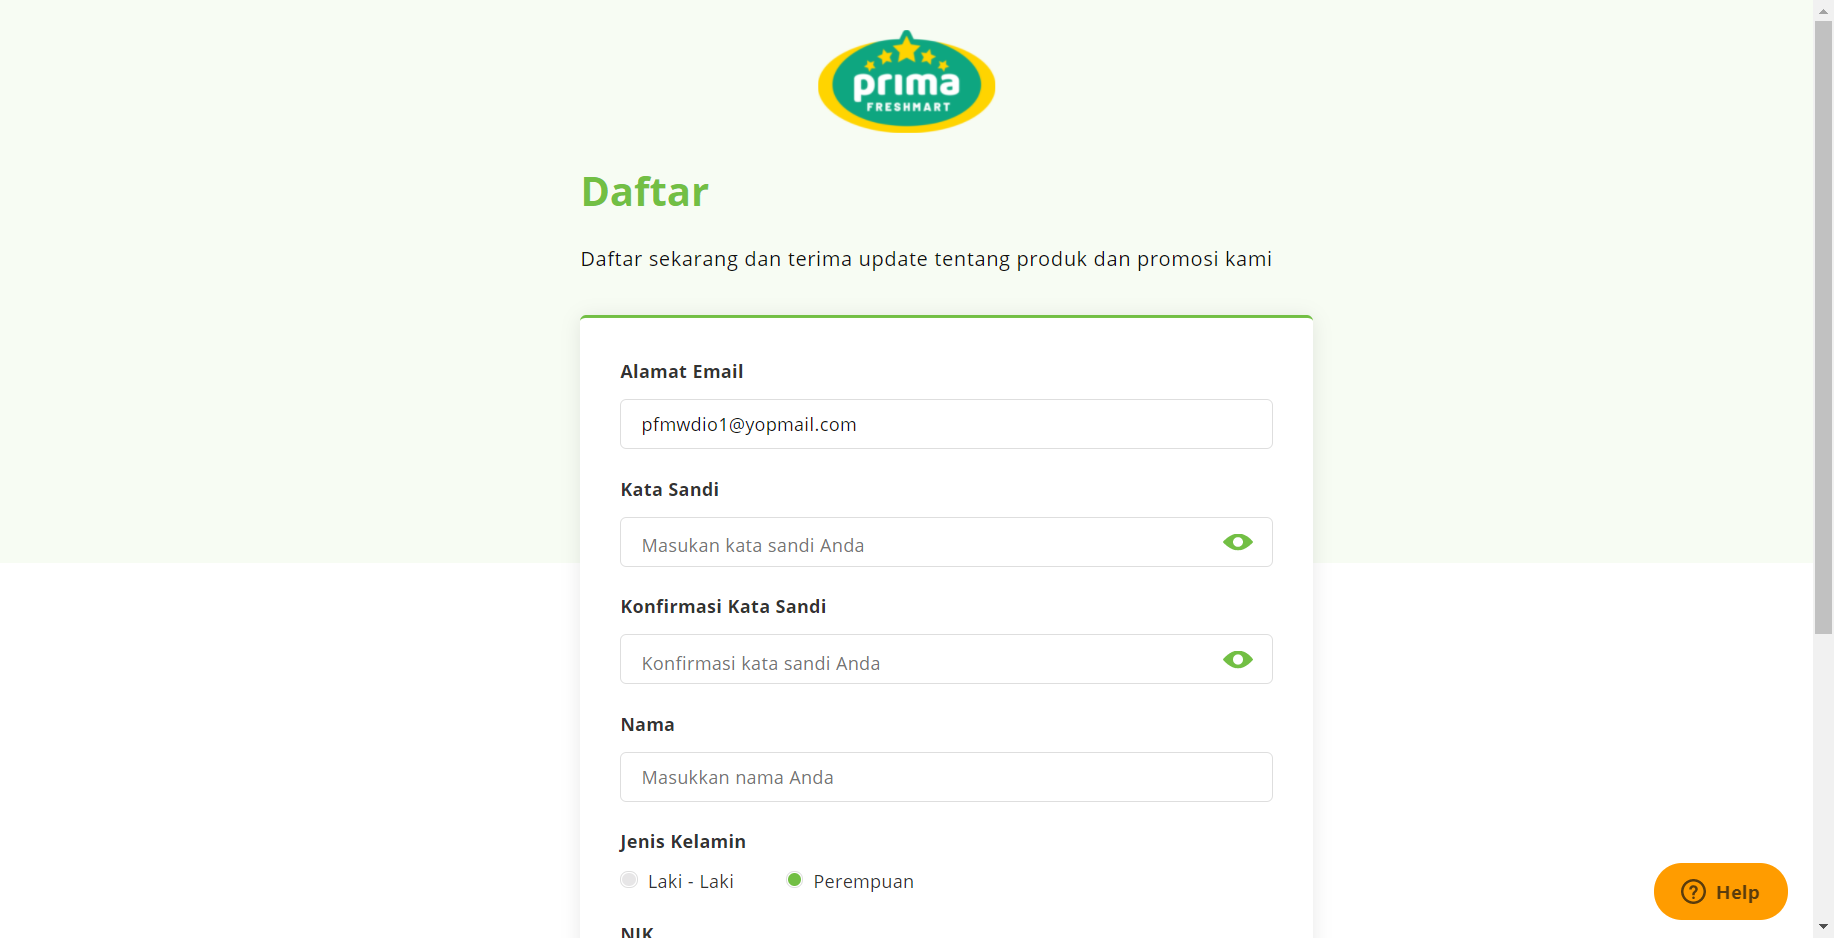 prima
FRESHMART
Daftar
Daftar sekarang dan terima update tentang produk dan promosi kami
Alamat Email
pfmwdio1@yopmail.com
Kata Sandi
Masukan kata sandi Anda
Konfirmasi Kata Sandi
Konfirmasi kata sandi Anda
Nama
Masukkan nama Anda
Jenis Kelamin
Laki - Laki Perempuan
Help
NIK